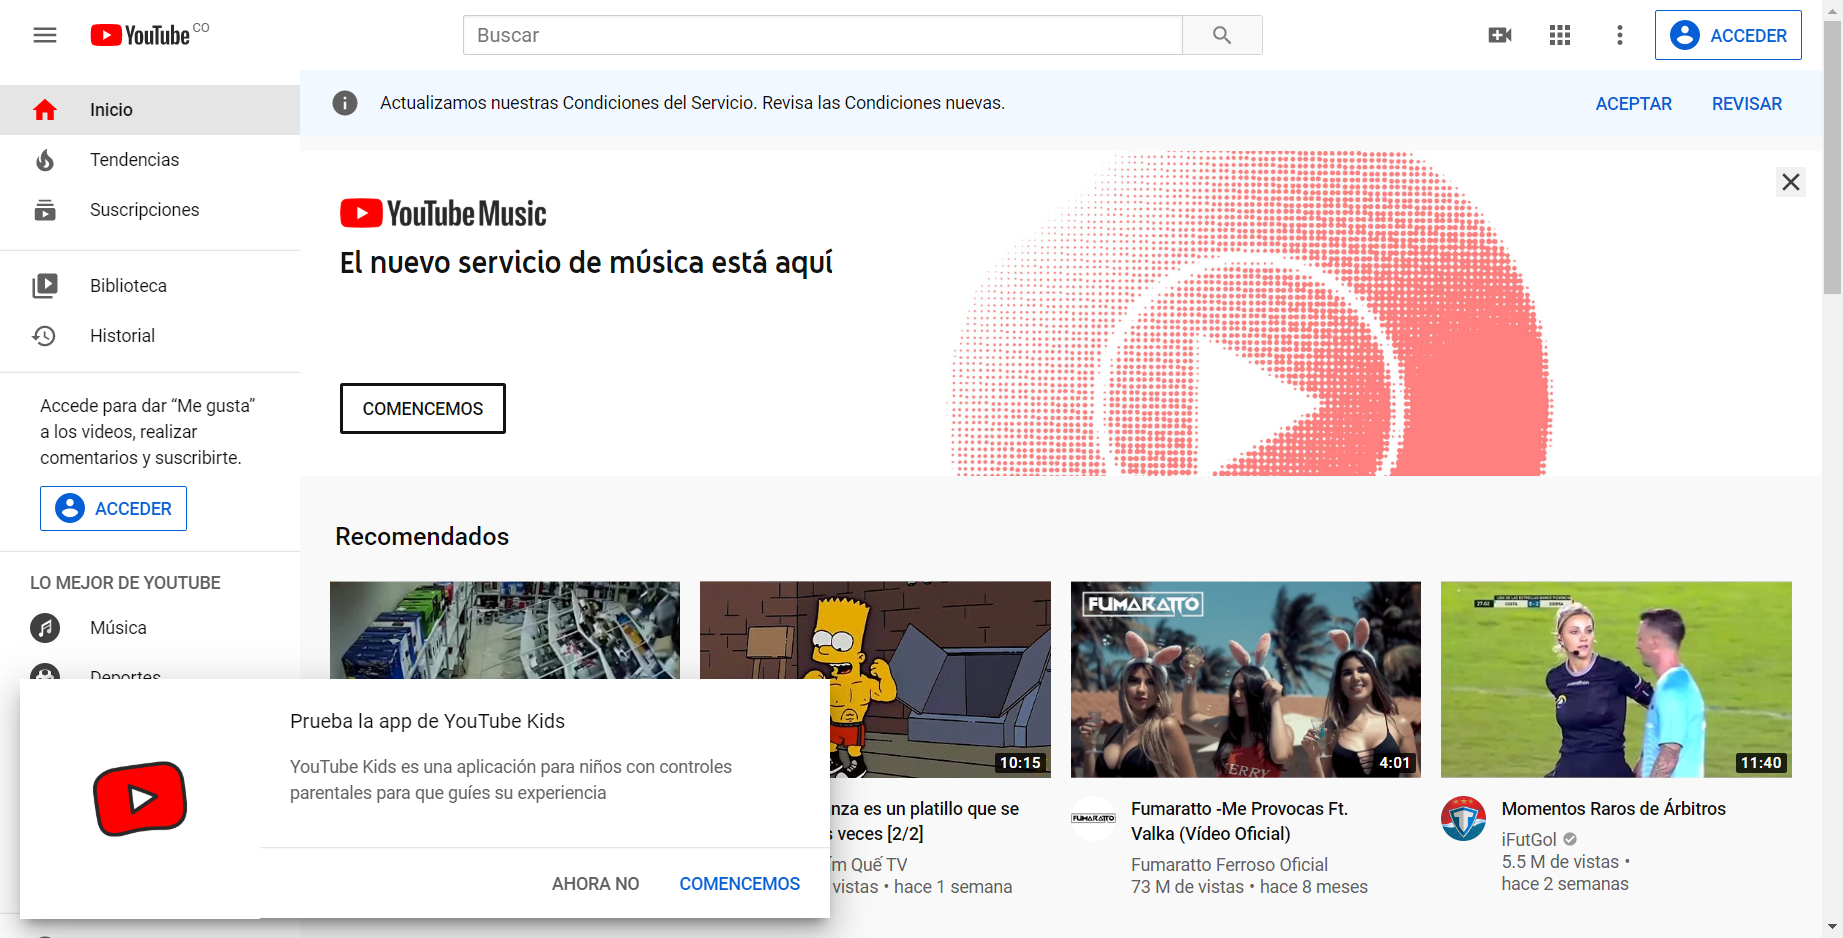 YouTube CO
Buscar
ACCEDER
Inicio
Tendencias
Suscripciones
Biblioteca
Historial
Accede para dar “Me gusta”
a los videos, realizar
comentarios y suscribirte.
ACCEDER
LO MEJOR DE YOUTUBE
Música
Deportes
Actualizamos nuestras Condiciones del Servicio. Revisa las Condiciones nuevas.
ACEPTAR
REVISAR
YouTube Music
El nuevo servicio de música está aquí
COMENCEMOS
Recomendados
10:15
nza es un platillo que se
s veces [2/2]
m Qué TV
vistas • hace 1 semana
FUMARATTO
4:01
FUMARATTO
Fumaratto -Me Provocas Ft.
Valka (Vídeo Oficial)
Fumaratto Ferroso Oficial
73 M de vistas • hace 8 meses
11:40
Momentos Raros de Árbitros
iFutGol
5.5 M de vistas •
hace 2 semanas
Prueba la app de YouTube Kids
YouTube Kids es una aplicación para niños con controles
parentales para que guíes su experiencia
AHORA NO
COMENCEMOS